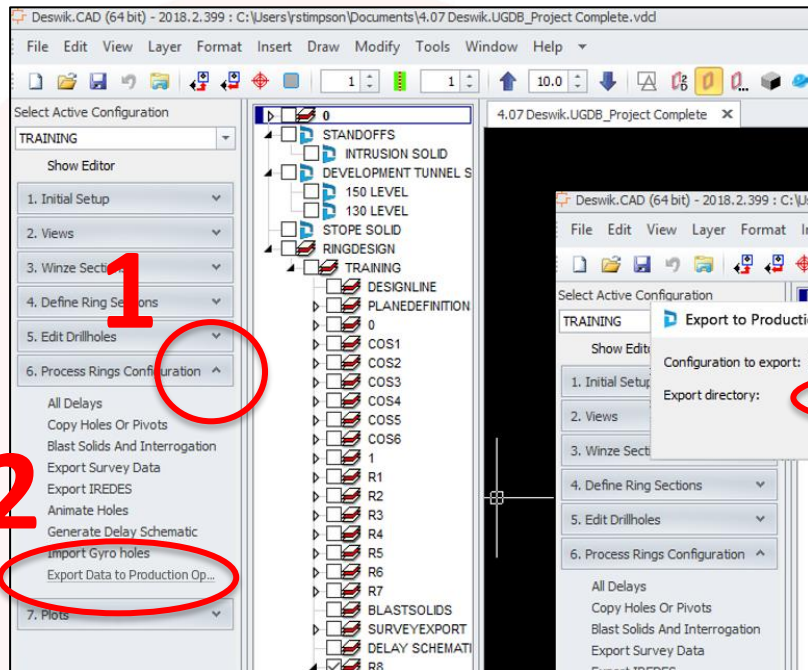 Deswik.CAD (64 bit) - 2018.2.399 : C:\Users\rstimpson\Documents\4.07 Deswik.UGDB_Project Complete.vdcl
File Edit View Layer Format Insert Draw Modify Tools Window Help
1 1 10.0
Select Active Configuration
TRAINING
Show Editor
1. Initial Setup
2. Views
3. Winze Secti
4. Define Ring Se ons
5. Edit Drillholes
6. Process Rings Configuration
All Delays
Copy Holes Or Pivots
Blast Solids And Interrogation
Export Survey Data
Export IREDES
Animate Holes
Generate Delay Schematic
Import Gyro holes
Export Data to Production Op...
7. Plots
1
2
0
STANDOFFS
INTRUSION SOLID
DEVELOPMENT TUNNEL S
150 LEVEL
130 LEVEL
STOPE SOLID
RINGDESIGN
TRAINING
DESIGNLINE
PLANEDEFINITION
0
COS1
COS2
COS3
COS4
COS5
COS6
1
R1
R2
R3
R4
R5
R6
R7
BLASTSOLIDS
SURVEYEXPORT
DELAY SCHEMATI
R8
4.07 Deswik.UGDB_Project Complete
Deswik.CAD (64 bit) - 2018.2.399 : C:\Us
File Edit View Layer Format I
Select Active Configuration
TRAINING
Show Edit
Export to Producti
Configuration to export:
Export directory:
1. Initial Setup
2. Views
3. Winze Secti
4. Define Ring Sections
5. Edit Drillholes
6. Process Rings Configuration
All Delays
Copy Holes Or Pivots
Blast Solids And Interrogation
Export Survey Data
Export IREDES